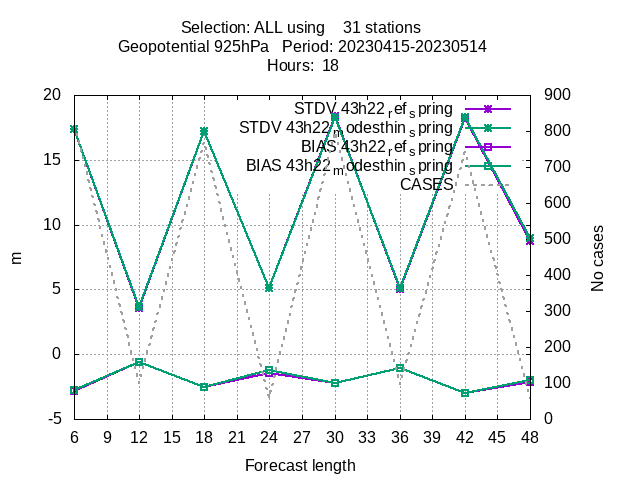 Selection: ALL using    31 stations
Geopotential 925hPa   Period: 20230415-20230514
Hours:  18
20
15
10
5
0
-5
m
900
800
700
600
500
400
300
200
100
0
No cases
STDV 43h22_ref_spring
STDV 43h22_modesthin_spring
BIAS 43h22_ref_spring
BIAS 43h22_modesthin_spring
CASES
6 9 12 15 18 21 24 27 30 33 36 39 42 45 48
Forecast length